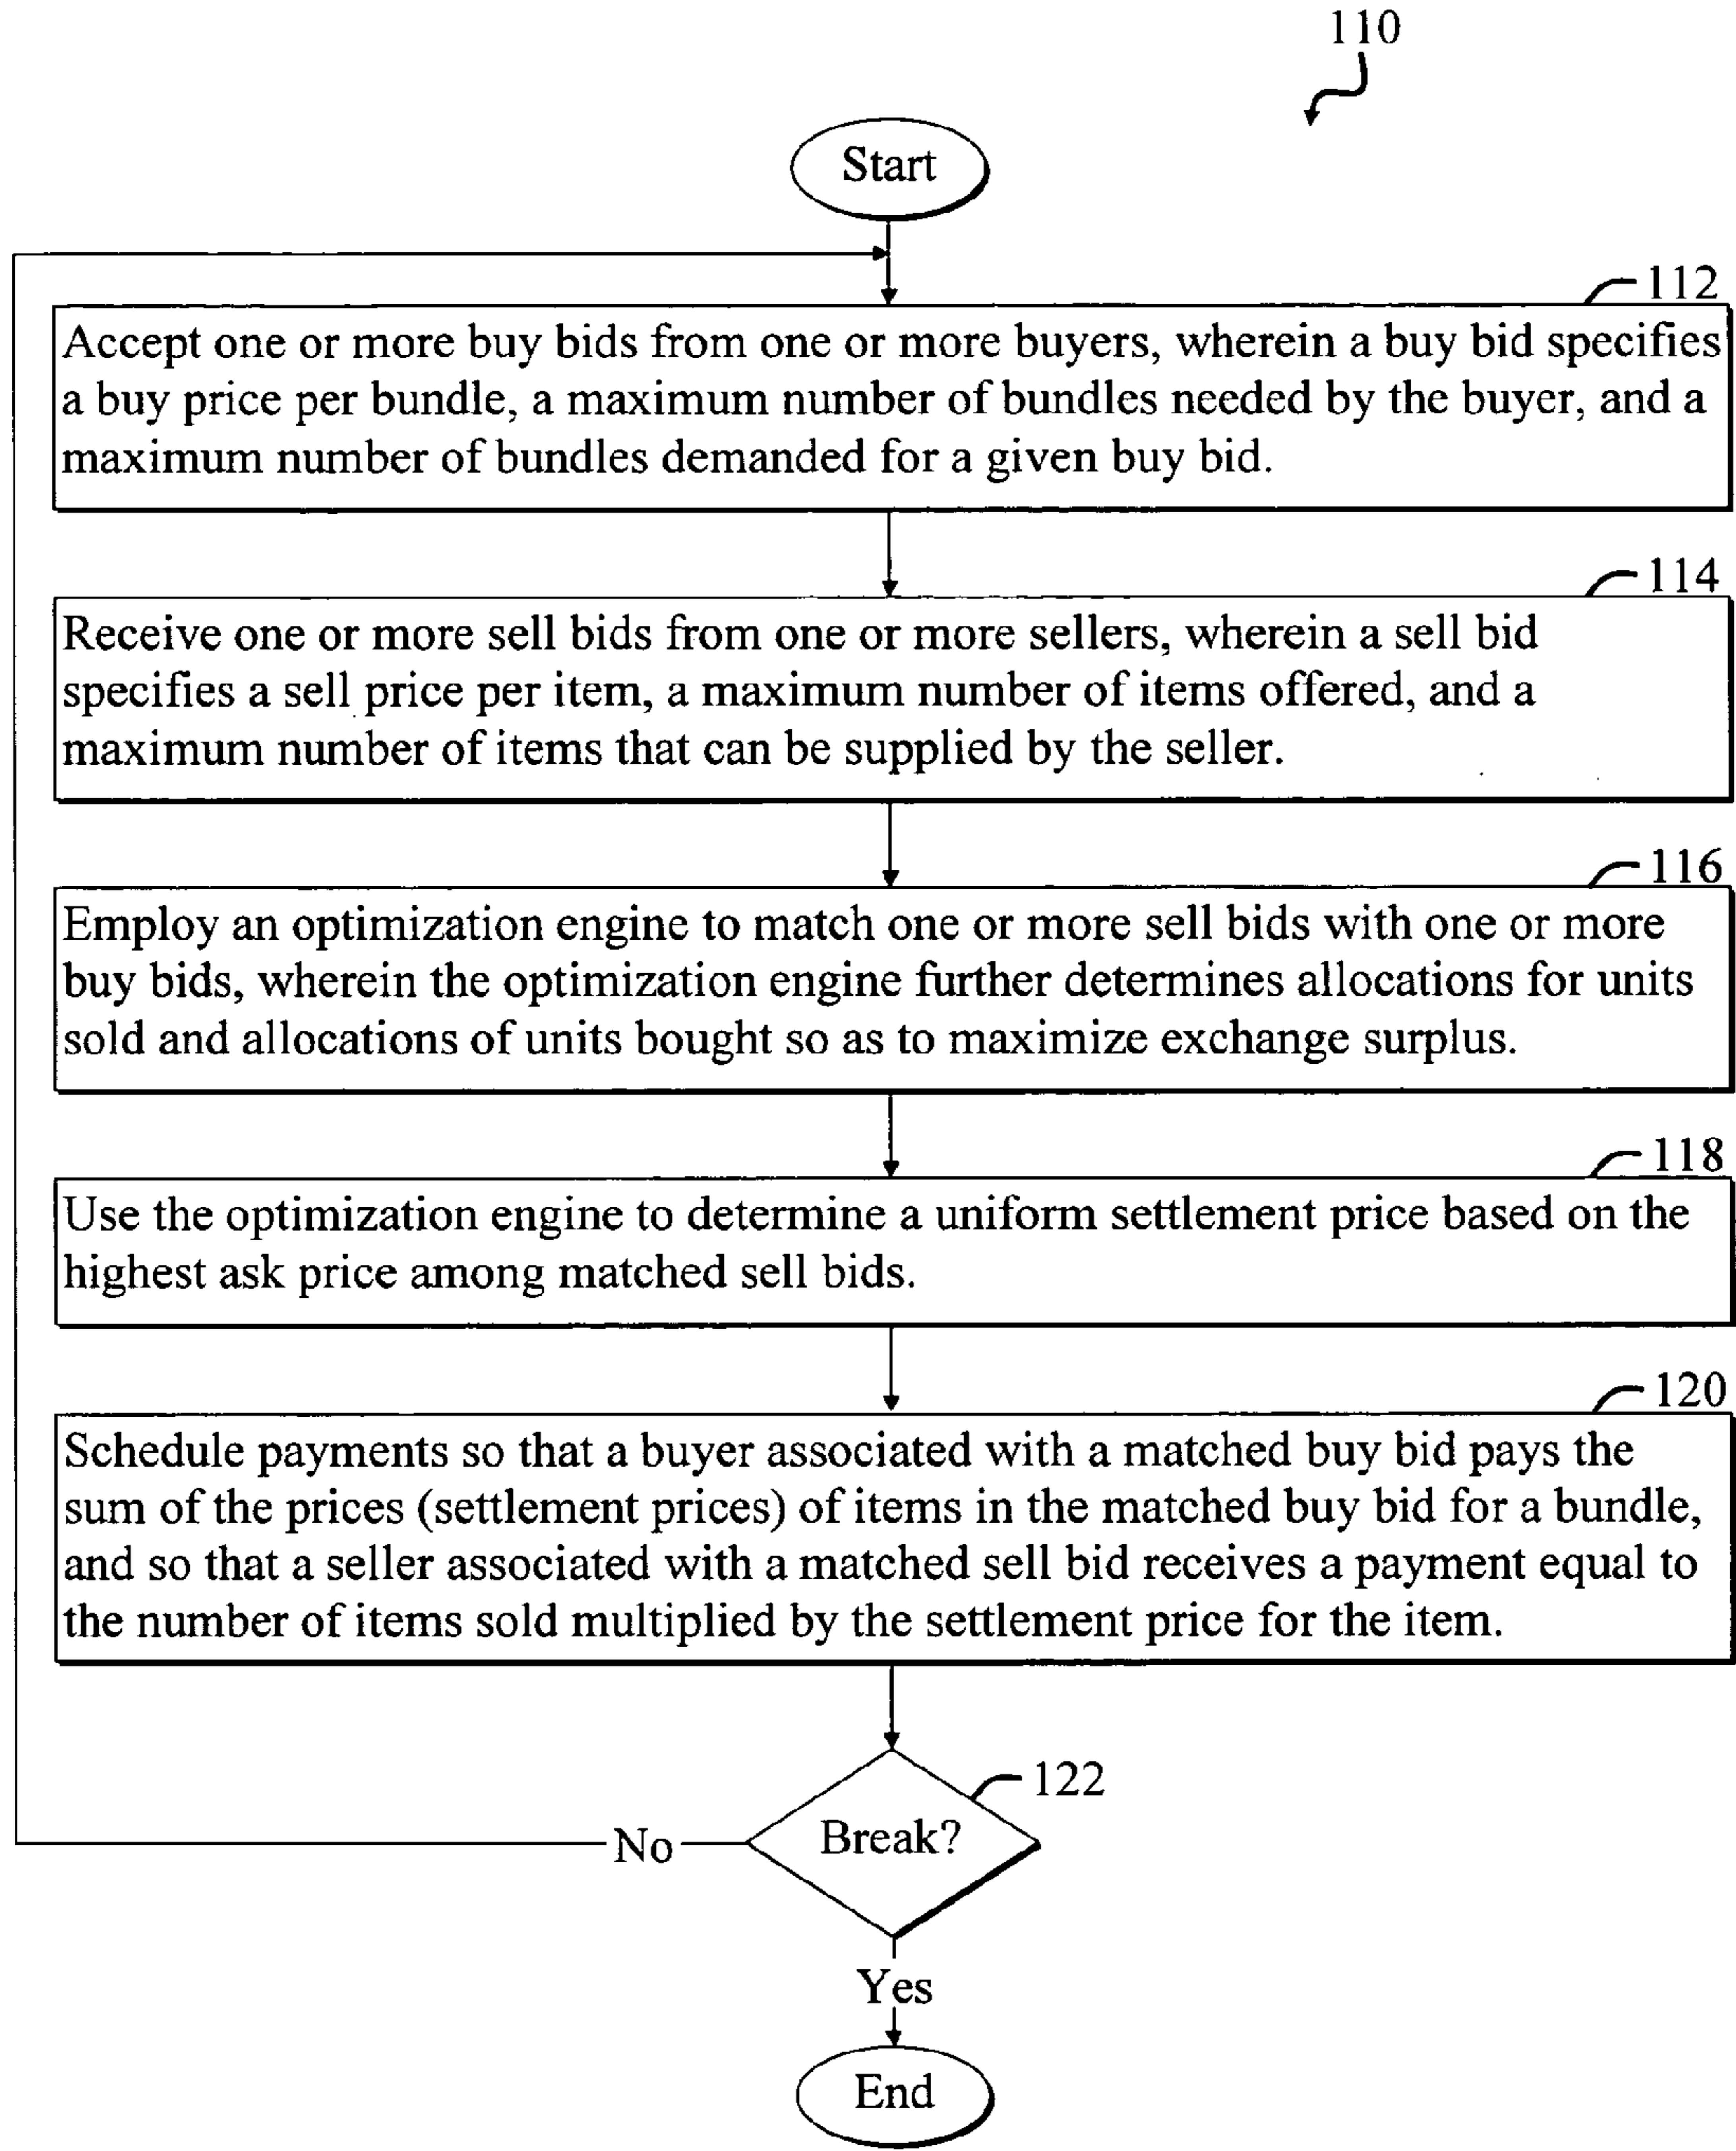 110
Start
112
Accept one or more buy bids from one or more buyers, wherein a buy bid specifies
a buy price per bundle, a maximum number of bundles needed by the buyer, and a
maximum number of bundles demanded for a given buy bid.
114
Receive one or more sell bids from one or more sellers, wherein a sell bid
specifies a sell price per item, a maximum number of items offered, and a
maximum number of items that can be supplied by the seller.
116
Employ an optimization engine to match one or more sell bids with one or more
buy bids, wherein the optimization engine further determines allocations for units
sold and allocations of units bought so as to maximize exchange surplus.
118
Use the optimization engine to determine a uniform settlement price based on the
highest ask price among matched sell bids.
120
Schedule payments so that a buyer associated with a matched buy bid pays the
sum of the prices (settlement prices) of items in the matched buy bid for a bundle,
and so that a seller associated with a matched sell bid receives a payment equal to
the number of items sold multiplied by the settlement price for the item.
122
Break?
No
Yes
End